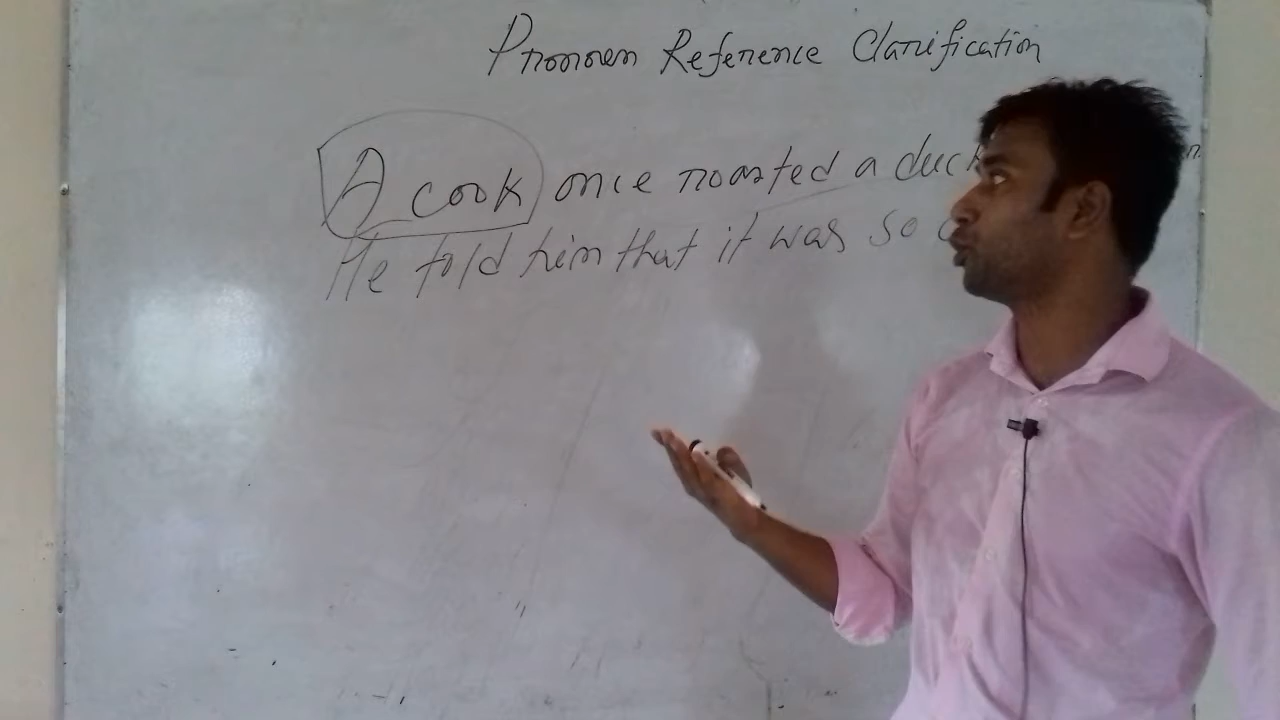 Pronoun Reference Clarification
A cook once roasted a duck
He told him that it was so